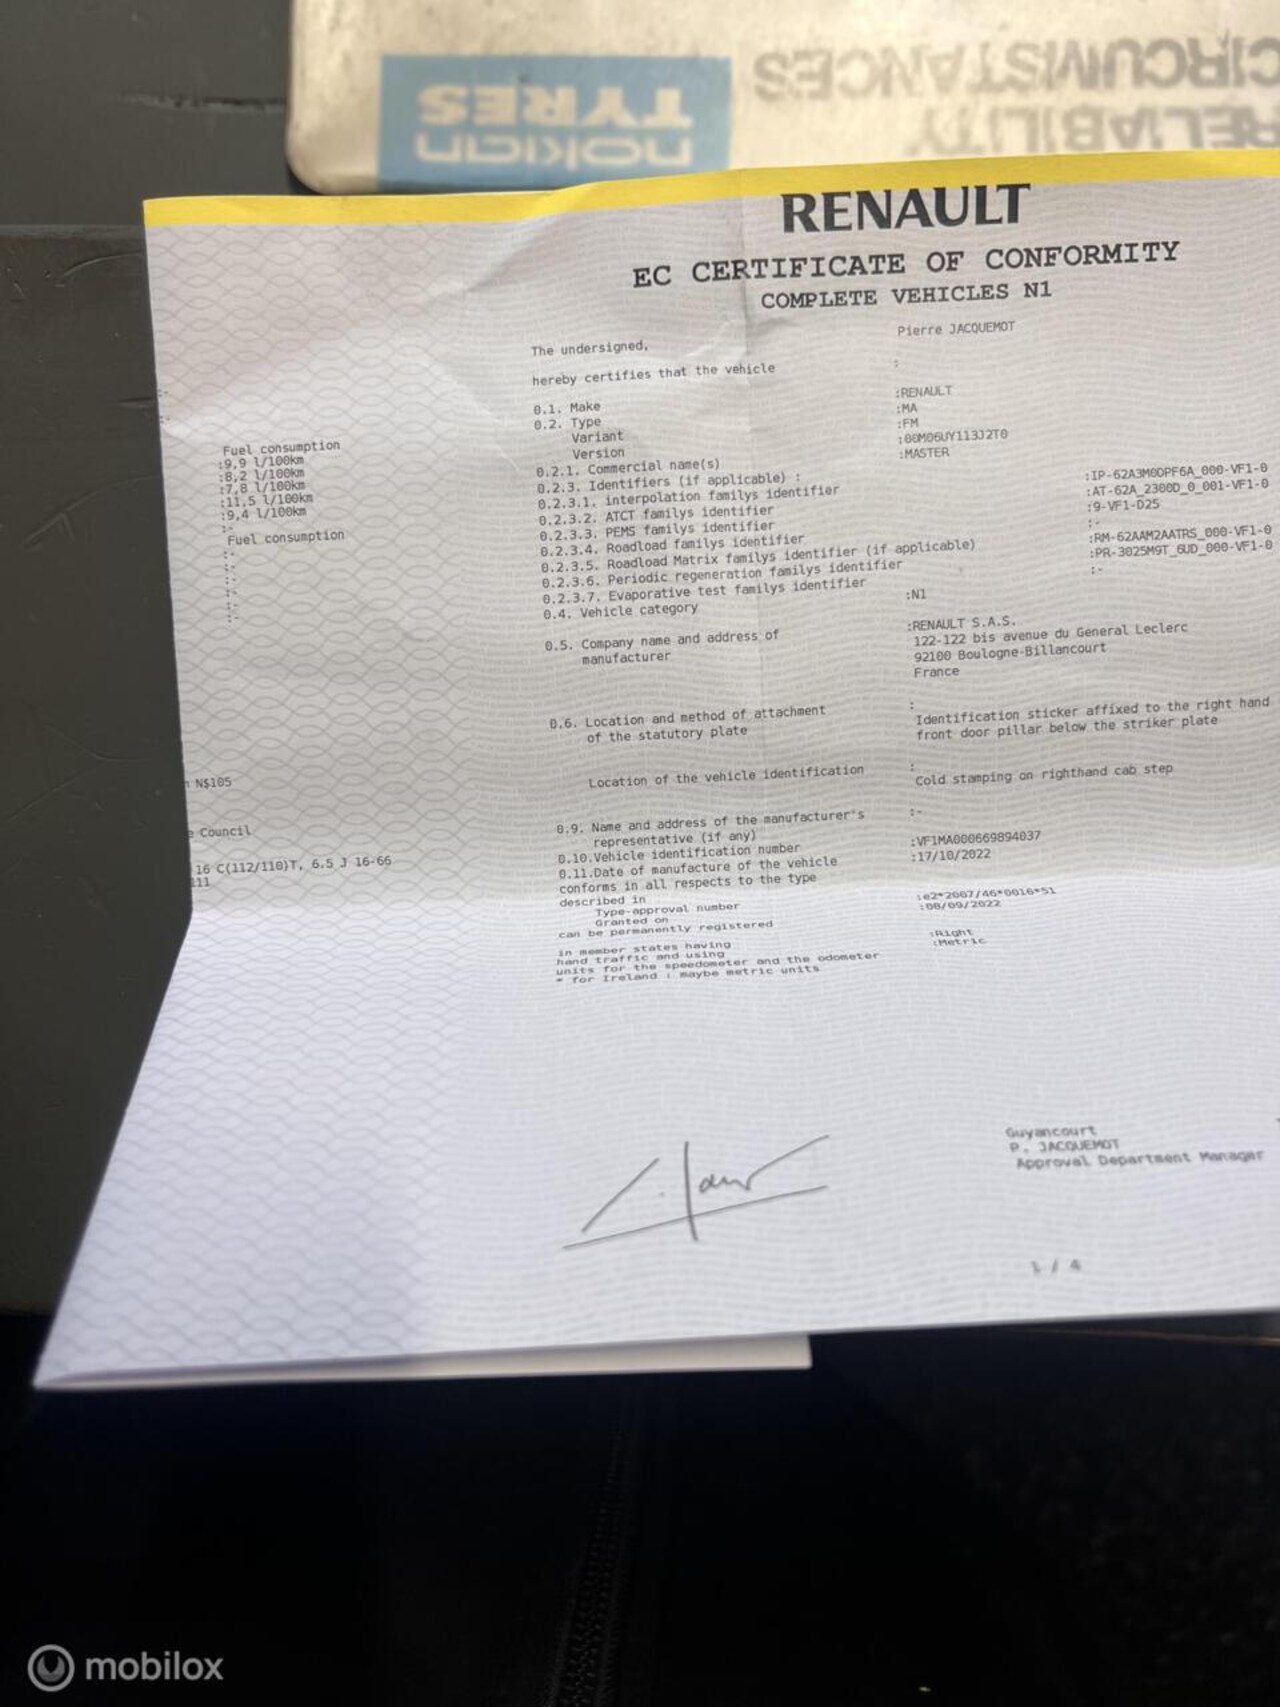 CIRCUMSTANCES
RELIABILITY
TYRES
nokian
RENAULT
EC CERTIFICATE OF CONFORMITY
COMPLETE VEHICLES N1
The undersigned, Pierre JACQUEMOT
hereby certifies that the vehicle :
0.1. Make :RENAULT
0.2. Type :MA
Variant :FM
Version :00M06UY113J2T0
0.2.1. Commercial name(s) :MASTER
0.2.3. Identifiers (if applicable) :
0.2.3.1. interpolation familys identifier :IP-62A3M0DPF6A_000-VF1-0
0.2.3.2. ATCT familys identifier :AT-62A_2300D_0_001-VF1-0
0.2.3.3. PEMS familys identifier :9-VF1-D25
0.2.3.4. Roadload familys identifier :-
0.2.3.5. Roadload Matrix familys identifier (if applicable) :RM-62AAM2AATRS_000-VF1-0
0.2.3.6. Periodic regeneration familys identifier :PR-3025M9T_6UD_000-VF1-0
0.2.3.7. Evaporative test familys identifier :-
0.4. Vehicle category :N1
0.5. Company name and address of manufacturer :RENAULT S.A.S.
122-122 bis avenue du General Leclerc
92100 Boulogne-Billancourt
France
0.6. Location and method of attachment :
of the statutory plate Identification sticker affixed to the right hand
front door pillar below the striker plate
Location of the vehicle identification :
Cold stamping on righthand cab step
0.9. Name and address of the manufacturer's :-
representative (if any)
0.10.Vehicle identification number :VF1MA000669894037
0.11.Date of manufacture of the vehicle :17/10/2022
conforms in all respects to the type
described in
Type-approval number :e2*2007/46*0016*51
Granted on :08/09/2022
can be permanently registered
in member states having :Right
hand traffic and using :Metric
units for the speedometer and the odometer
* for Ireland : maybe metric units
Guyancourt
P. JACQUEMOT
Approval Department Manager
1 / 4
:-
:-
Fuel consumption
:9,9 l/100km
:8,2 l/100km
:7,8 l/100km
:11,5 l/100km
:9,4 l/100km
:-
Fuel consumption
:-
:-
:-
:-
:-
:-
N$105
Council
16 C(112/110)T, 6.5 J 16-66
111
mobilox